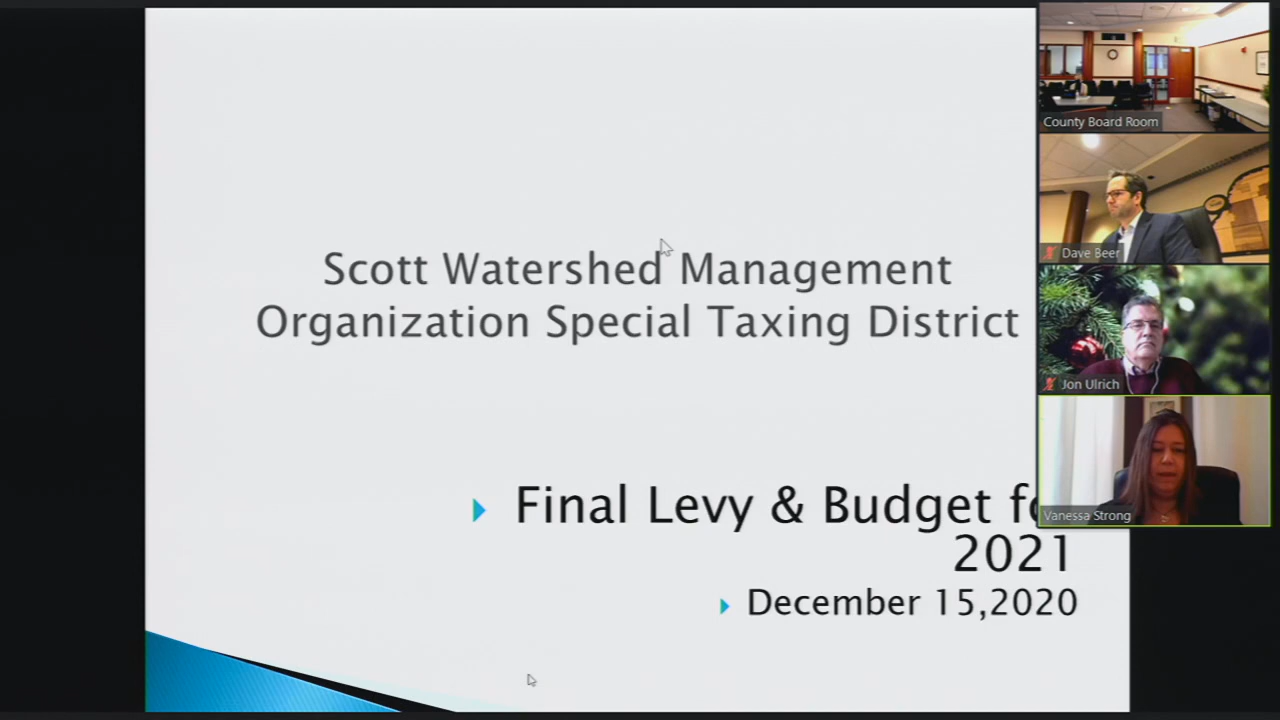 Scott Watershed Management
Organization Special Taxing District
Final Levy & Budget
2021
December 15,2020
County Board Room
Dave Beer
Jon Ulrich
Vanessa Strong